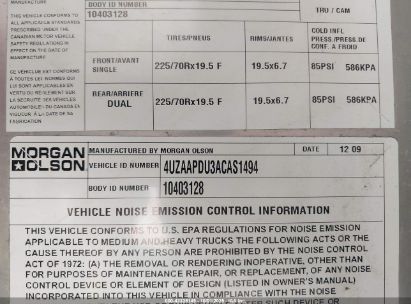 MANUFACTURER
BODY ID NUMBER
10403128
TRU / CAM
THIS VEHICLE CONFORMS TO
ALL APPLICABLE STANDARDS
PRESCRIBED UNDER THE
CANADIAN MOTOR VEHICLE
SAFETY REGULATIONS IN
EFFECT ON THE DATE OF
MANUFACTURE
CE VEHICULE EST CONFORME
A TOUTES LES NORMES QUI
LUI SONT APPLICABLES EN
VERTU DU REGLEMENT SUR
LA SECURITE DES VEHICLES
AUTOMOBILE DU CANADA EN
VIGUEUR A LA DATE DE SA
FABRICATION
TIRES/PNEUS
RIMS/JANTES
COLD INFL
PRESS/PRESS DE
CONF. A FROID
FRONT/AVANT
SINGLE
225/70Rx19.5 F
19.5x6.7
85PSI 586KPA
REAR/ARRIERE
DUAL
225/70Rx19.5 F
19.5x6.7
85PSI 586KPA
MORGAN
OLSON
MANUFACTURED BY MORGAN OLSON
DATE 12 09
VEHICLE ID NUMBER 4UZAAPDU3ACAS1494
BODY ID NUMBER 10403128
VEHICLE NOISE EMISSION CONTROL INFORMATION
THIS VEHICLE CONFORMS TO U.S. EPA REGULATIONS FOR NOISE EMISSION
APPLICABLE TO MEDIUM AND HEAVY TRUCKS THE FOLLOWING ACTS OR THE
CAUSE THEREOF BY ANY PERSON ARE PROHIBITED BY THE NOISE CONTROL
ACT OF 1972: (A) THE REMOVAL OR RENDERING INOPERATIVE, OTHER THAN
FOR PURPOSES OF MAINTENANCE REPAIR, OR REPLACEMENT, OF ANY NOISE
CONTROL DEVICE OR ELEMENT OF DESIGN (LISTED IN OWNER'S MANUAL)
INCORPORATED INTO THIS VEHICLE IN COMPLIANCE WITH THE NOISE